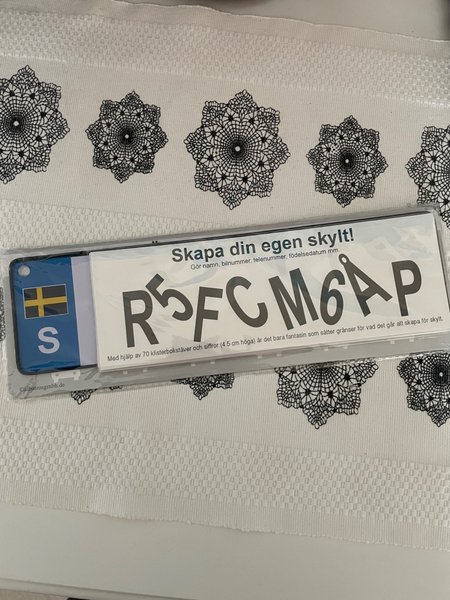 Skapa din egen skylt!
Gör namn, bilnummer, telenummer, födelsedatum mm.
R5FCM6ÅP
S
Med hjälp av 70 klisterbokstäver och siffror (4.5 cm höga) är det bara fantasin som sätter gränser för vad det går att skapa för skylt.